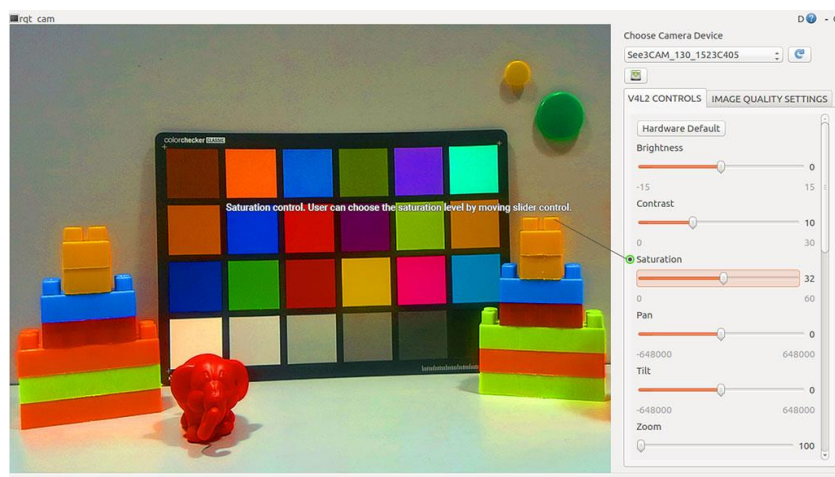 rqt_cam
D
Choose Camera Device
See3CAM_130_1523C405
V4L2 CONTROLS IMAGE QUALITY SETTINGS
Hardware Default
Brightness
0
-15 15
Contrast
10
0 30
Saturation
32
0 60
Pan
0
-648000 648000
Tilt
0
-648000 648000
Zoom
100
colorchecker CLASSIC
Saturation control. User can choose the saturation level by moving slider control.